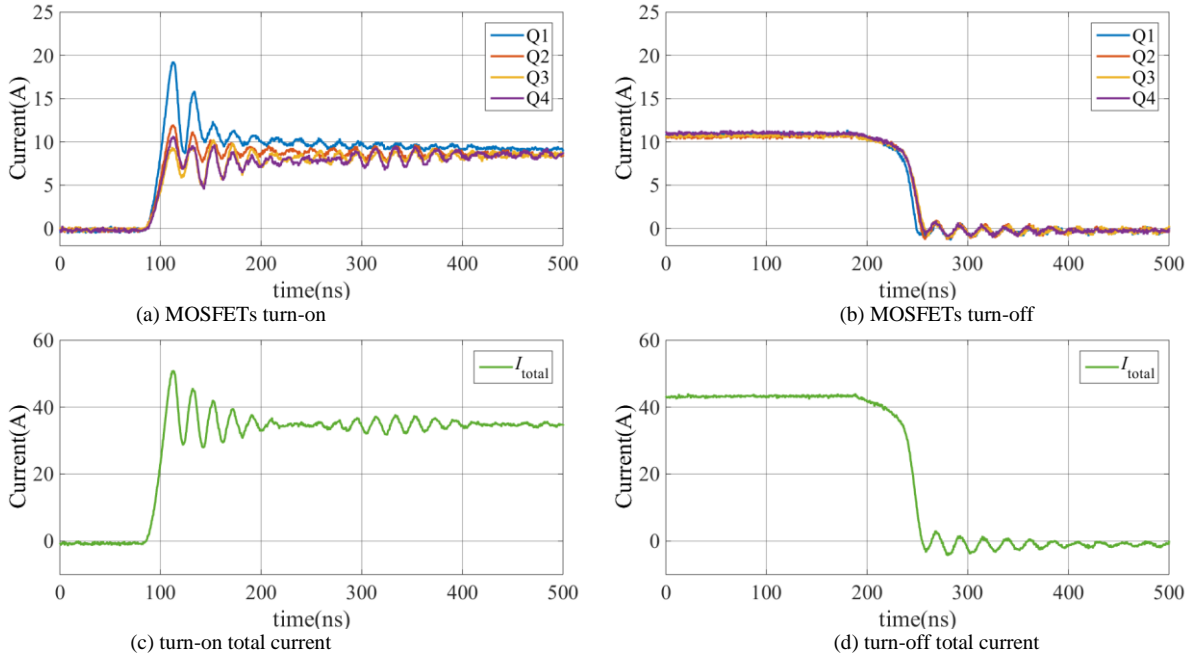 25
20
15
10
5
0
Current(A)
Q1
Q2
Q3
Q4
0 100 200 300 400 500
time(ns)
(a) MOSFETs turn-on
25
20
15
10
5
0
Current(A)
Q1
Q2
Q3
Q4
0 100 200 300 400 500
time(ns)
(b) MOSFETs turn-off
60
40
20
0
Current(A)
I_total
0 100 200 300 400 500
time(ns)
(c) turn-on total current
60
40
20
0
Current(A)
I_total
0 100 200 300 400 500
time(ns)
(d) turn-off total current